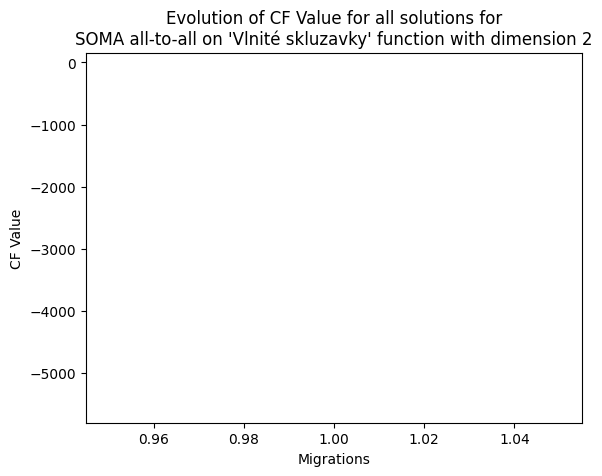 Evolution of CF Value for all solutions for
SOMA all-to-all on 'Vlnité skluzavky' function with dimension 2
0
−1000
−2000
−3000
−4000
−5000
CF Value
0.96 0.98 1.00 1.02 1.04
Migrations